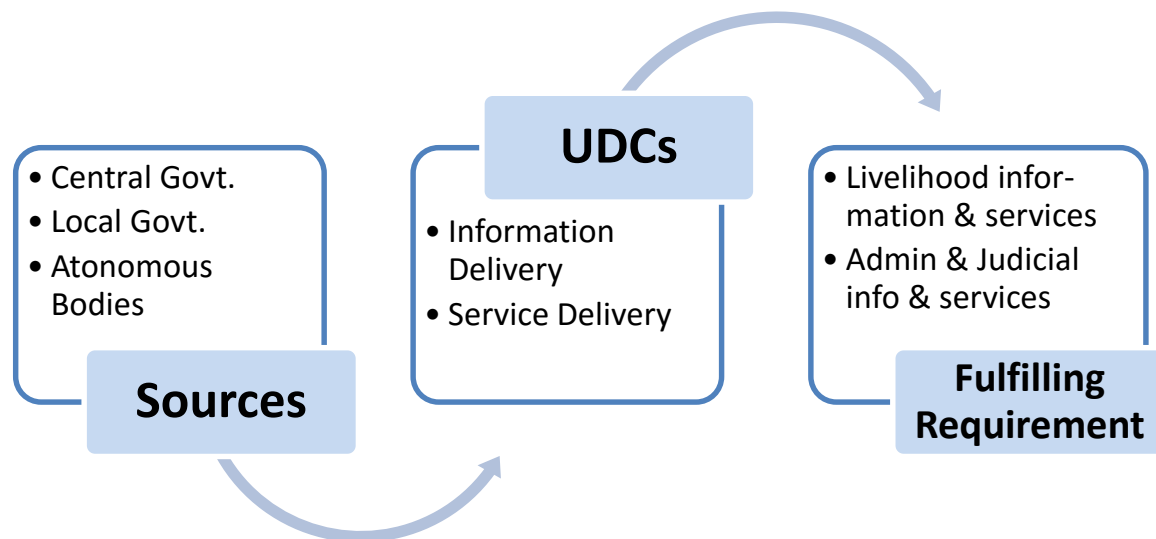 • Central Govt.
• Local Govt.
• Atonomous
Bodies
Sources
UDCs
• Information
Delivery
• Service Delivery
• Livelihood infor-
mation & services
• Admin & Judicial
info & services
Fulfilling
Requirement